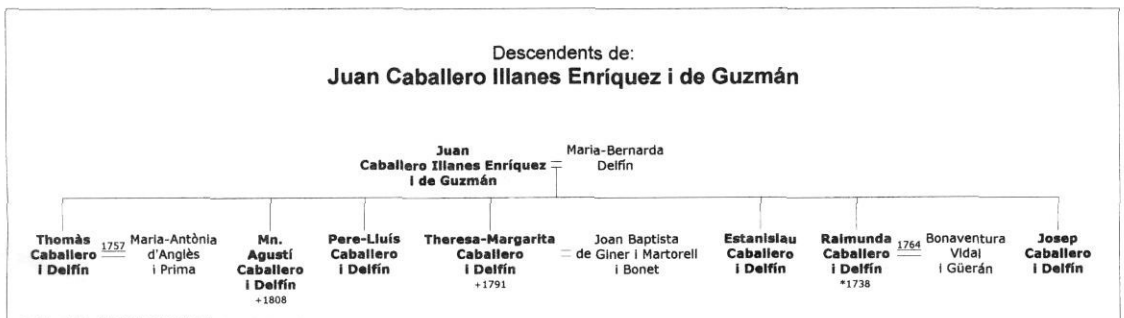 Descendents de:
Juan Caballero Illanes Enríquez i de Guzmán
Juan
Caballero Illanes Enríquez
i de Guzmán
Maria-Bernarda
Delfín
Thomàs
Caballero
i Delfín
1757
Maria-Antònia
d'Anglès
i Prima
Mn.
Agustí
Caballero
i Delfín
+1808
Pere-Lluís
Caballero
i Delfín
Theresa-Margarita
Caballero
i Delfín
+1791
Joan Baptista
de Giner i Martorell
i Bonet
Estanislau
Caballero
i Delfín
Raimunda
Caballero
i Delfín
*1738
1764
Bonaventura
Vidal
i Güerán
Josep
Caballero
i Delfín